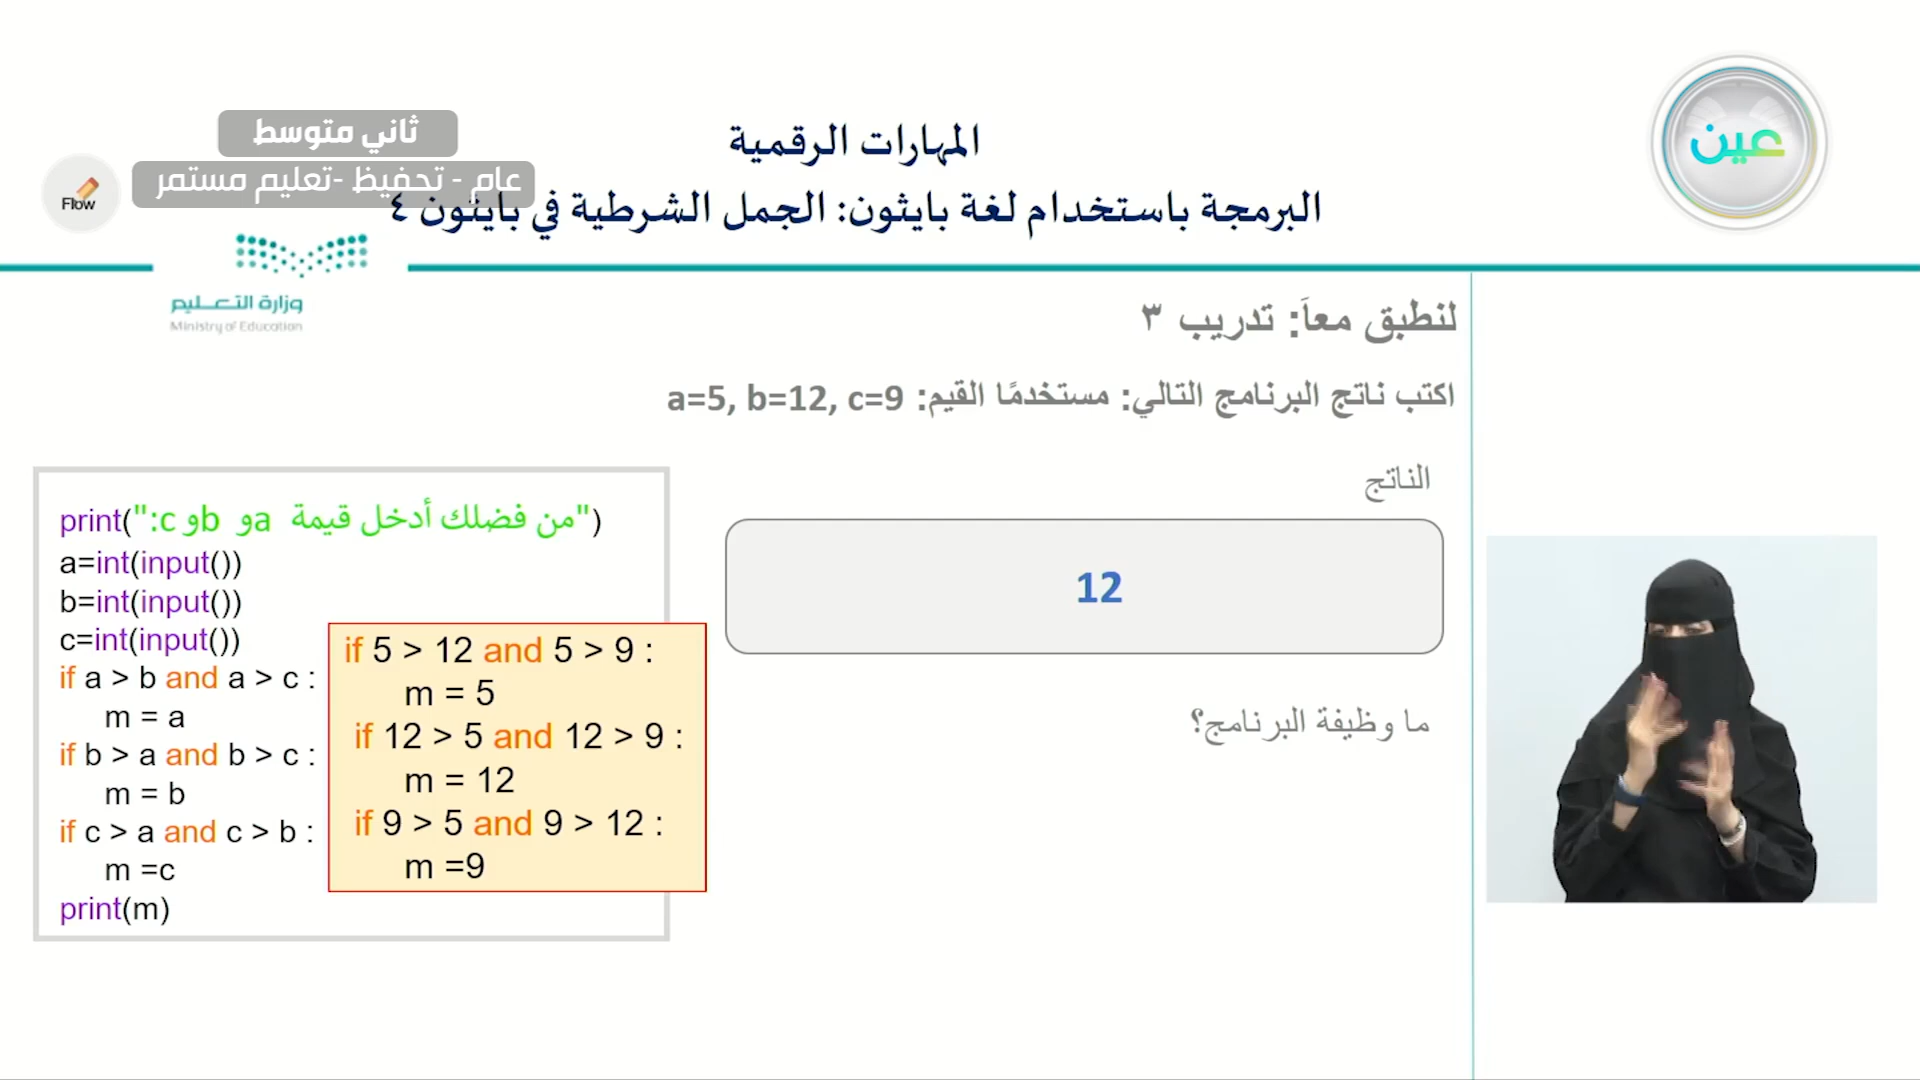 عين
ثاني متوسط
عام - تحفيظ -تعليم مستمر
Flow
المهارات الرقمية
البرمجة باستخدام لغة بايثون: الجمل الشرطية في بايثون ٤
وزارة التعليم
Ministry of Education
لنطبق معاَ: تدريب ٣
اكتب ناتج البرنامج التالي: مستخدمًا القيم: a=5, b=12, c=9
الناتج
12
ما وظيفة البرنامج؟
print("من فضلك أدخل قيمة a و b و c:")
a=int(input())
b=int(input())
c=int(input())
if a > b and a > c :
m = a
if b > a and b > c :
m = b
if c > a and c > b :
m =c
print(m)
if 5 > 12 and 5 > 9 :
m = 5
if 12 > 5 and 12 > 9 :
m = 12
if 9 > 5 and 9 > 12 :
m =9